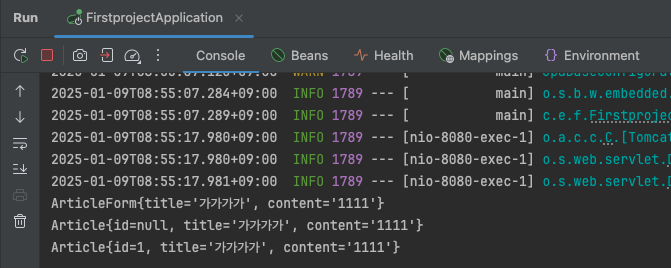 Run FirstprojectApplication
Console Beans Health Mappings Environment
WARN 1789 --- [ main]
2025-01-09T08:55:07.284+09:00 INFO 1789 --- [ main] o.s.b.w.embedded.
2025-01-09T08:55:07.289+09:00 INFO 1789 --- [ main] c.e.f.Firstprojec
2025-01-09T08:55:17.980+09:00 INFO 1789 --- [nio-8080-exec-1] o.a.c.c.C.[Tomcat
2025-01-09T08:55:17.980+09:00 INFO 1789 --- [nio-8080-exec-1] o.s.web.servlet.
2025-01-09T08:55:17.981+09:00 INFO 1789 --- [nio-8080-exec-1] o.s.web.servlet.
ArticleForm{title='가가가가', content='1111'}
Article{id=null, title='가가가가', content='1111'}
Article{id=1, title='가가가가', content='1111'}